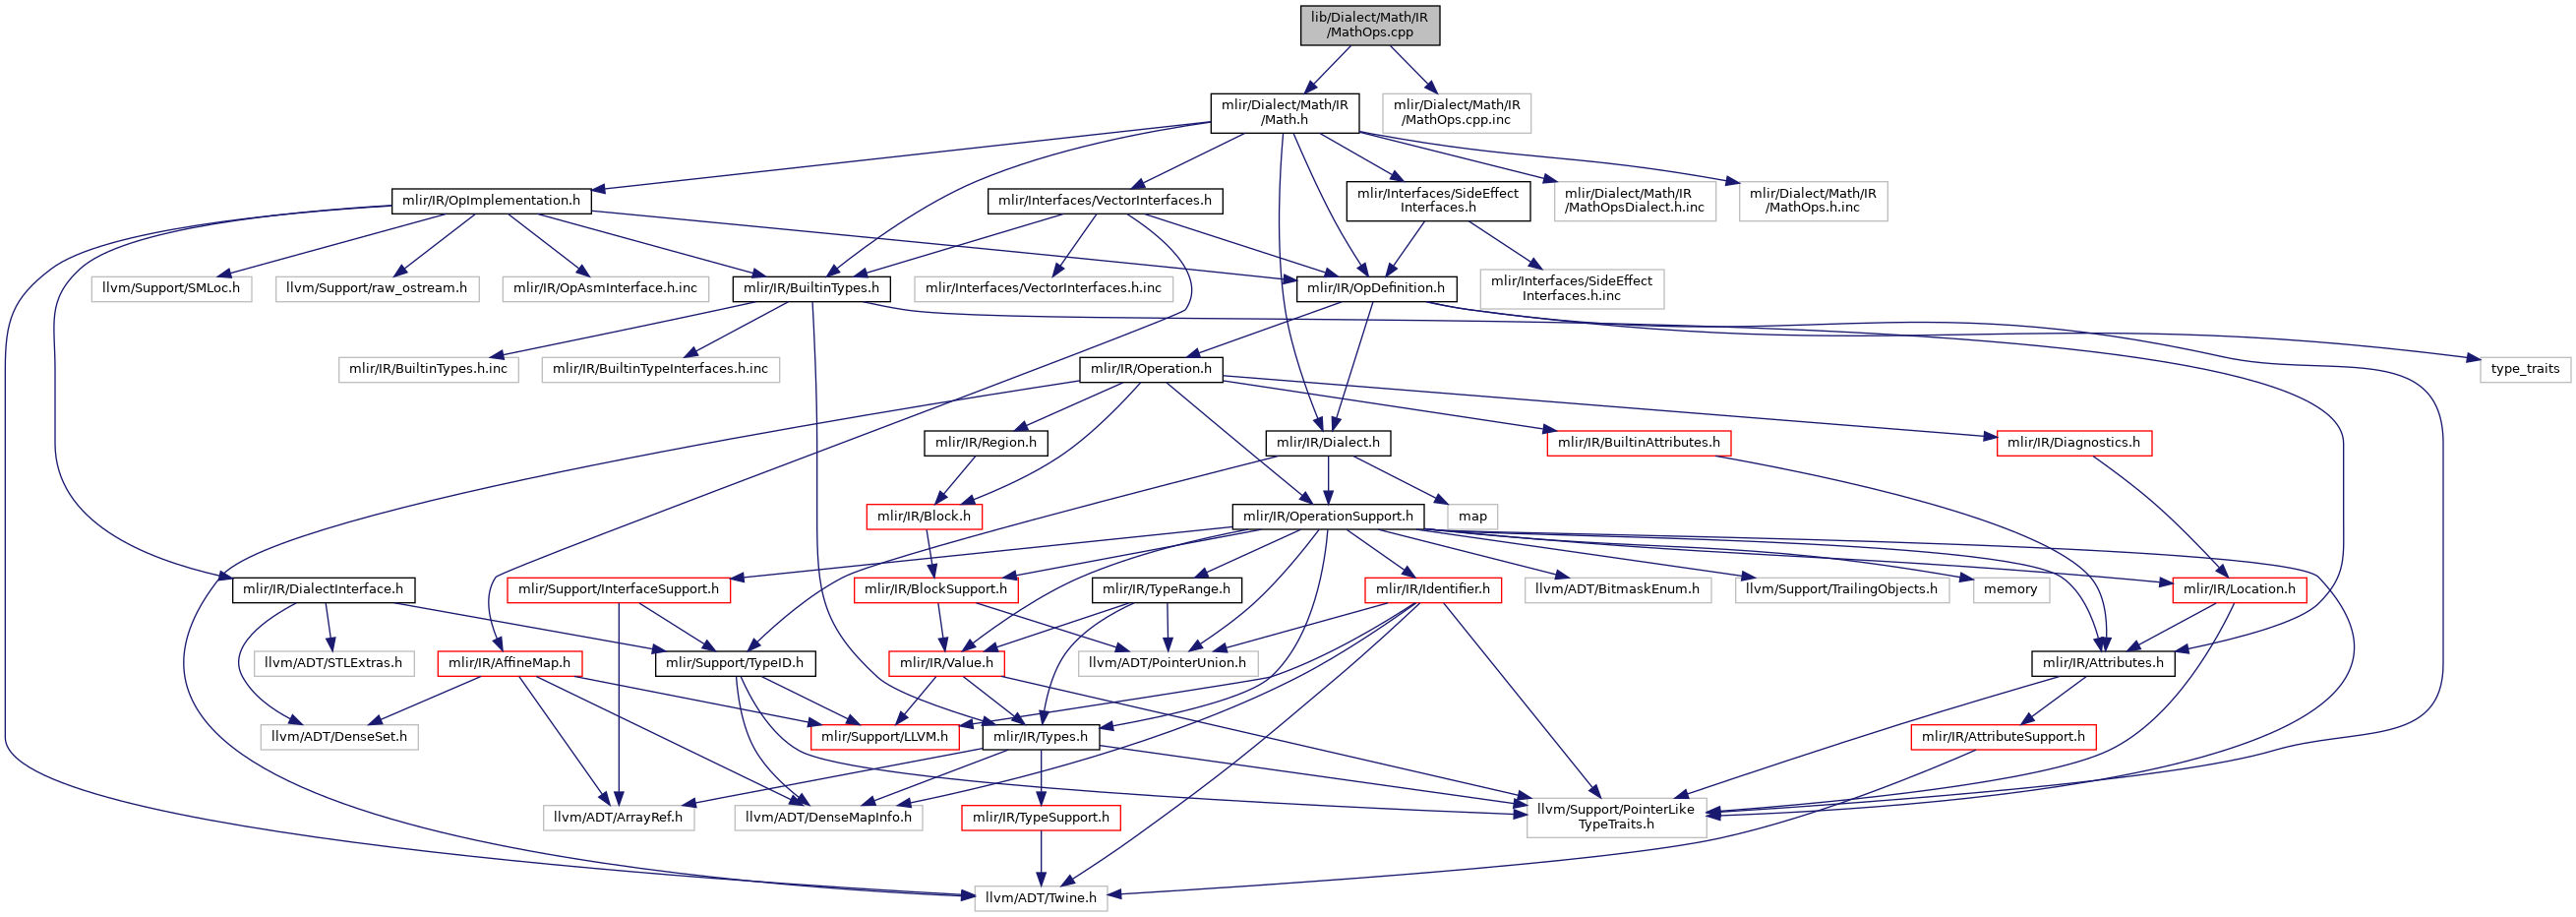 lib/Dialect/Math/IR
/MathOps.cpp
mlir/Dialect/Math/IR
/Math.h
mlir/Dialect/Math/IR
/MathOps.cpp.inc
mlir/IR/OpImplementation.h
mlir/Interfaces/VectorInterfaces.h
mlir/Interfaces/SideEffect
Interfaces.h
mlir/Dialect/Math/IR
/MathOpsDialect.h.inc
mlir/Dialect/Math/IR
/MathOps.h.inc
llvm/Support/SMLoc.h
llvm/Support/raw_ostream.h
mlir/IR/OpAsmInterface.h.inc
mlir/IR/BuiltinTypes.h
mlir/Interfaces/VectorInterfaces.h.inc
mlir/IR/OpDefinition.h
mlir/Interfaces/SideEffect
Interfaces.h.inc
mlir/IR/BuiltinTypes.h.inc
mlir/IR/BuiltinTypeInterfaces.h.inc
mlir/IR/Operation.h
type_traits
mlir/IR/Region.h
mlir/IR/Dialect.h
mlir/IR/BuiltinAttributes.h
mlir/IR/Diagnostics.h
mlir/IR/Block.h
mlir/IR/OperationSupport.h
map
mlir/IR/DialectInterface.h
mlir/Support/InterfaceSupport.h
mlir/IR/BlockSupport.h
mlir/IR/TypeRange.h
mlir/IR/Identifier.h
llvm/ADT/BitmaskEnum.h
llvm/Support/TrailingObjects.h
memory
mlir/IR/Location.h
llvm/ADT/STLExtras.h
mlir/IR/AffineMap.h
mlir/Support/TypeID.h
mlir/IR/Value.h
llvm/ADT/PointerUnion.h
mlir/IR/Attributes.h
llvm/ADT/DenseSet.h
mlir/Support/LLVM.h
mlir/IR/Types.h
mlir/IR/AttributeSupport.h
llvm/ADT/ArrayRef.h
llvm/ADT/DenseMapInfo.h
mlir/IR/TypeSupport.h
llvm/Support/PointerLike
TypeTraits.h
llvm/ADT/Twine.h